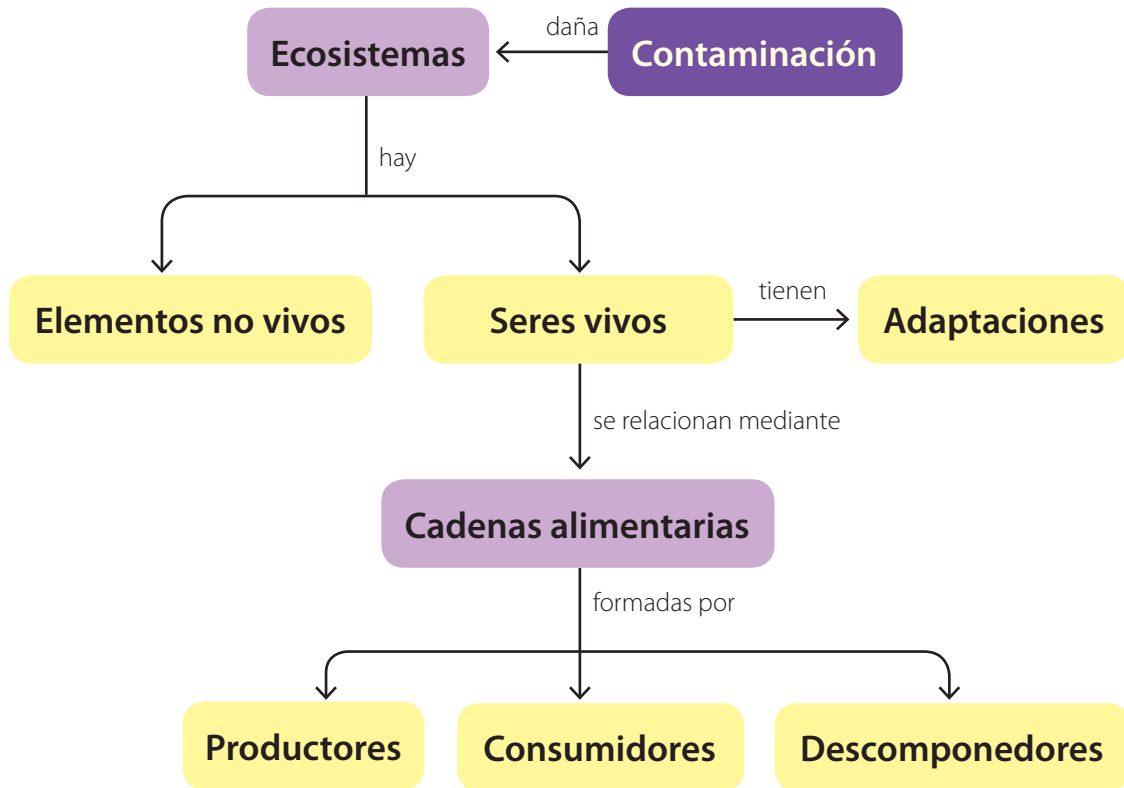 Ecosistemas
daña
Contaminación
hay
Elementos no vivos
Seres vivos
tienen
Adaptaciones
se relacionan mediante
Cadenas alimentarias
formadas por
Productores
Consumidores
Descomponedores